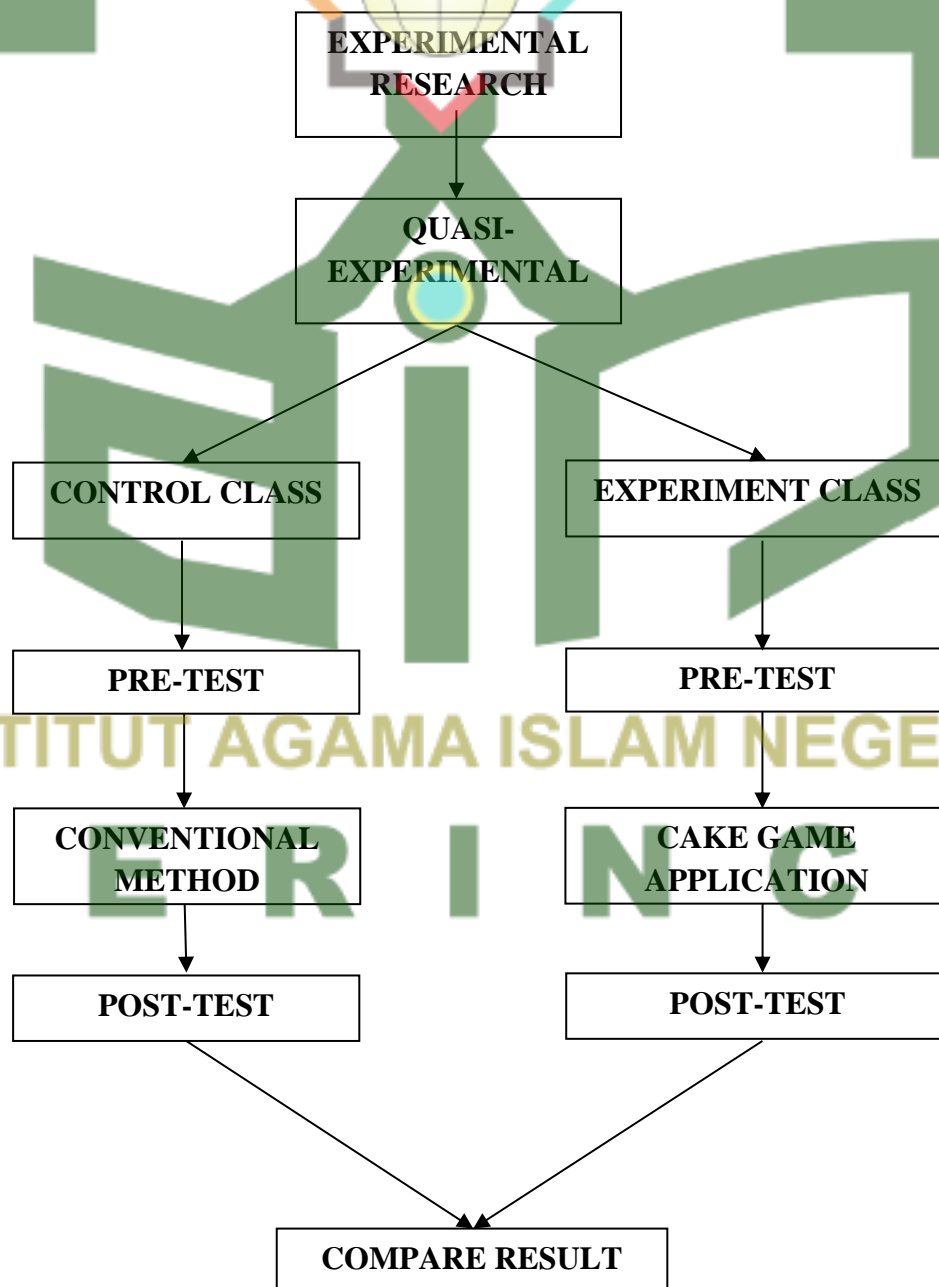 EXPERIMENTAL
RESEARCH
QUASI-
EXPERIMENTAL
CONTROL CLASS
EXPERIMENT CLASS
PRE-TEST
PRE-TEST
TITUT AGAMA ISLAM NEGE
CONVENTIONAL
METHOD
CAKE GAME
APPLICATION
E R I N C
POST-TEST
POST-TEST
COMPARE RESULT